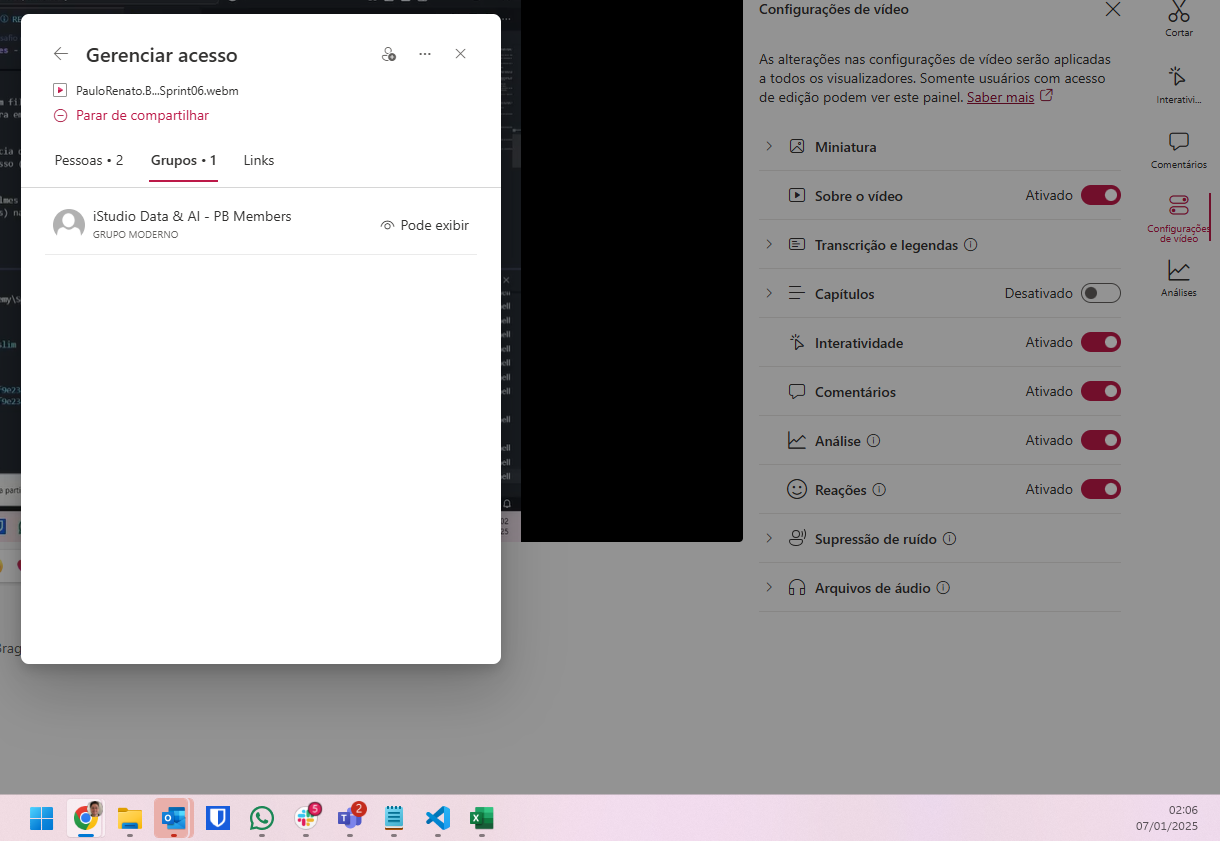 Gerenciar acesso
PauloRenato.B...Sprint06.webm
Parar de compartilhar
Pessoas • 2
Grupos • 1
Links
iStudio Data & AI - PB Members
GRUPO MODERNO
Pode exibir
Configurações de vídeo
As alterações nas configurações de vídeo serão aplicadas
a todos os visualizadores. Somente usuários com acesso
de edição podem ver este painel. Saber mais
Miniatura
Sobre o vídeo
Ativado
Transcrição e legendas
Capítulos
Desativado
Interatividade
Ativado
Comentários
Ativado
Análise
Ativado
Reações
Ativado
Supressão de ruído
Arquivos de áudio
Cortar
Interativi...
Comentários
Configurações
de vídeo
Análises
5
2
02:06
07/01/2025